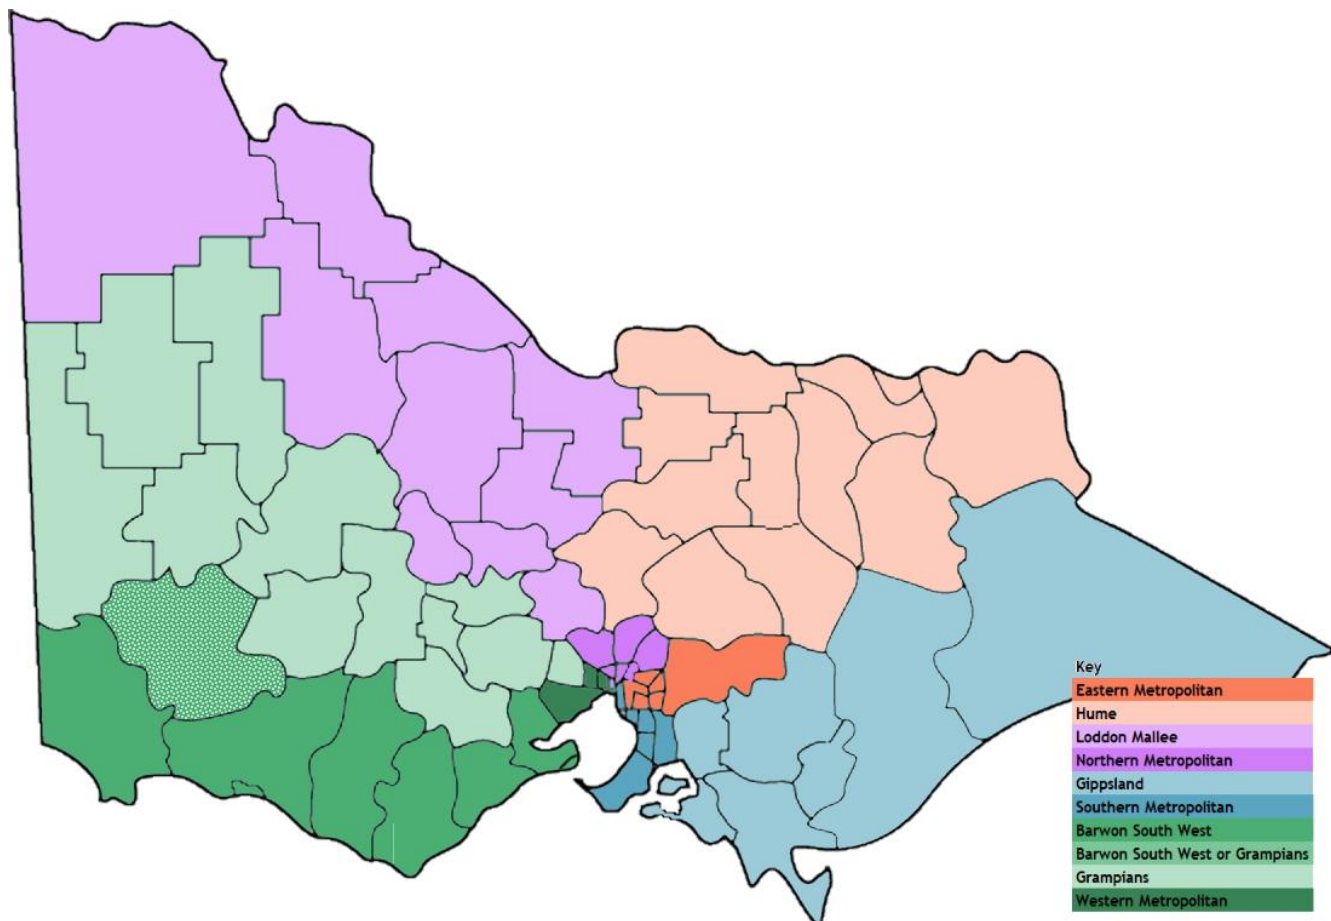 Key
Eastern Metropolitan
Hume
Loddon Mallee
Northern Metropolitan
Gippsland
Southern Metropolitan
Barwon South West
Barwon South West or Grampians
Grampians
Western Metropolitan